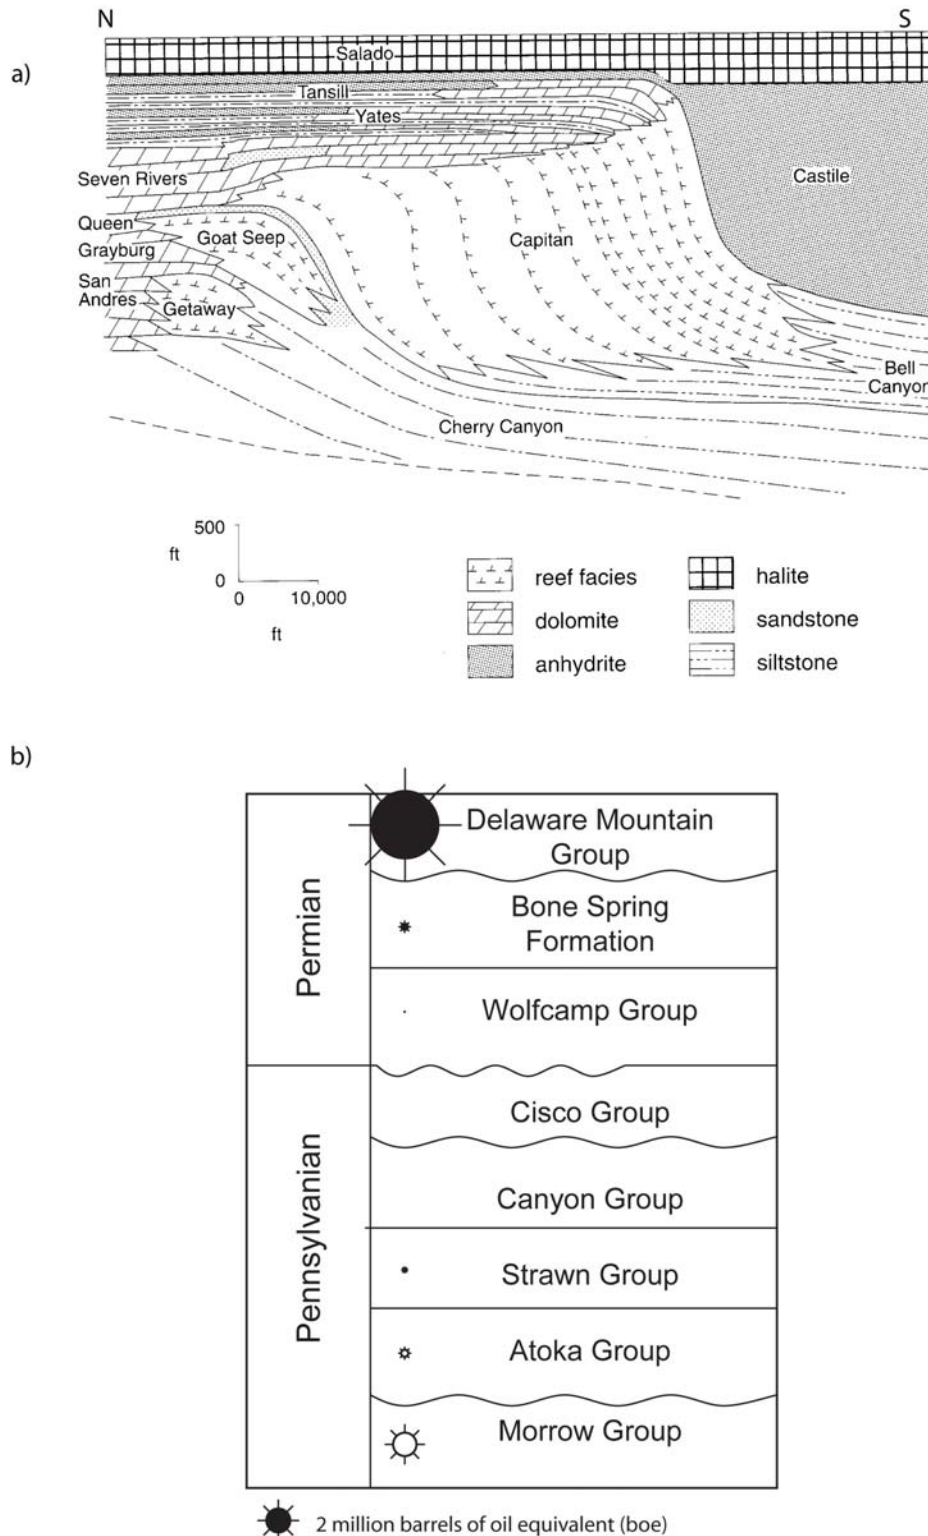 N
S
a)
Salado
Tansill
Yates
Castile
Seven Rivers
Queen
Goat Seep
Capitan
Grayburg
San
Andres
Getaway
Bell
Canyon
Cherry Canyon
500
ft
0
0
10,000
ft
reef facies
halite
dolomite
sandstone
anhydrite
siltstone
b)
Permian
Delaware Mountain
Group
Bone Spring
Formation
Wolfcamp Group
Pennsylvanian
Cisco Group
Canyon Group
Strawn Group
Atoka Group
Morrow Group
2 million barrels of oil equivalent (boe)